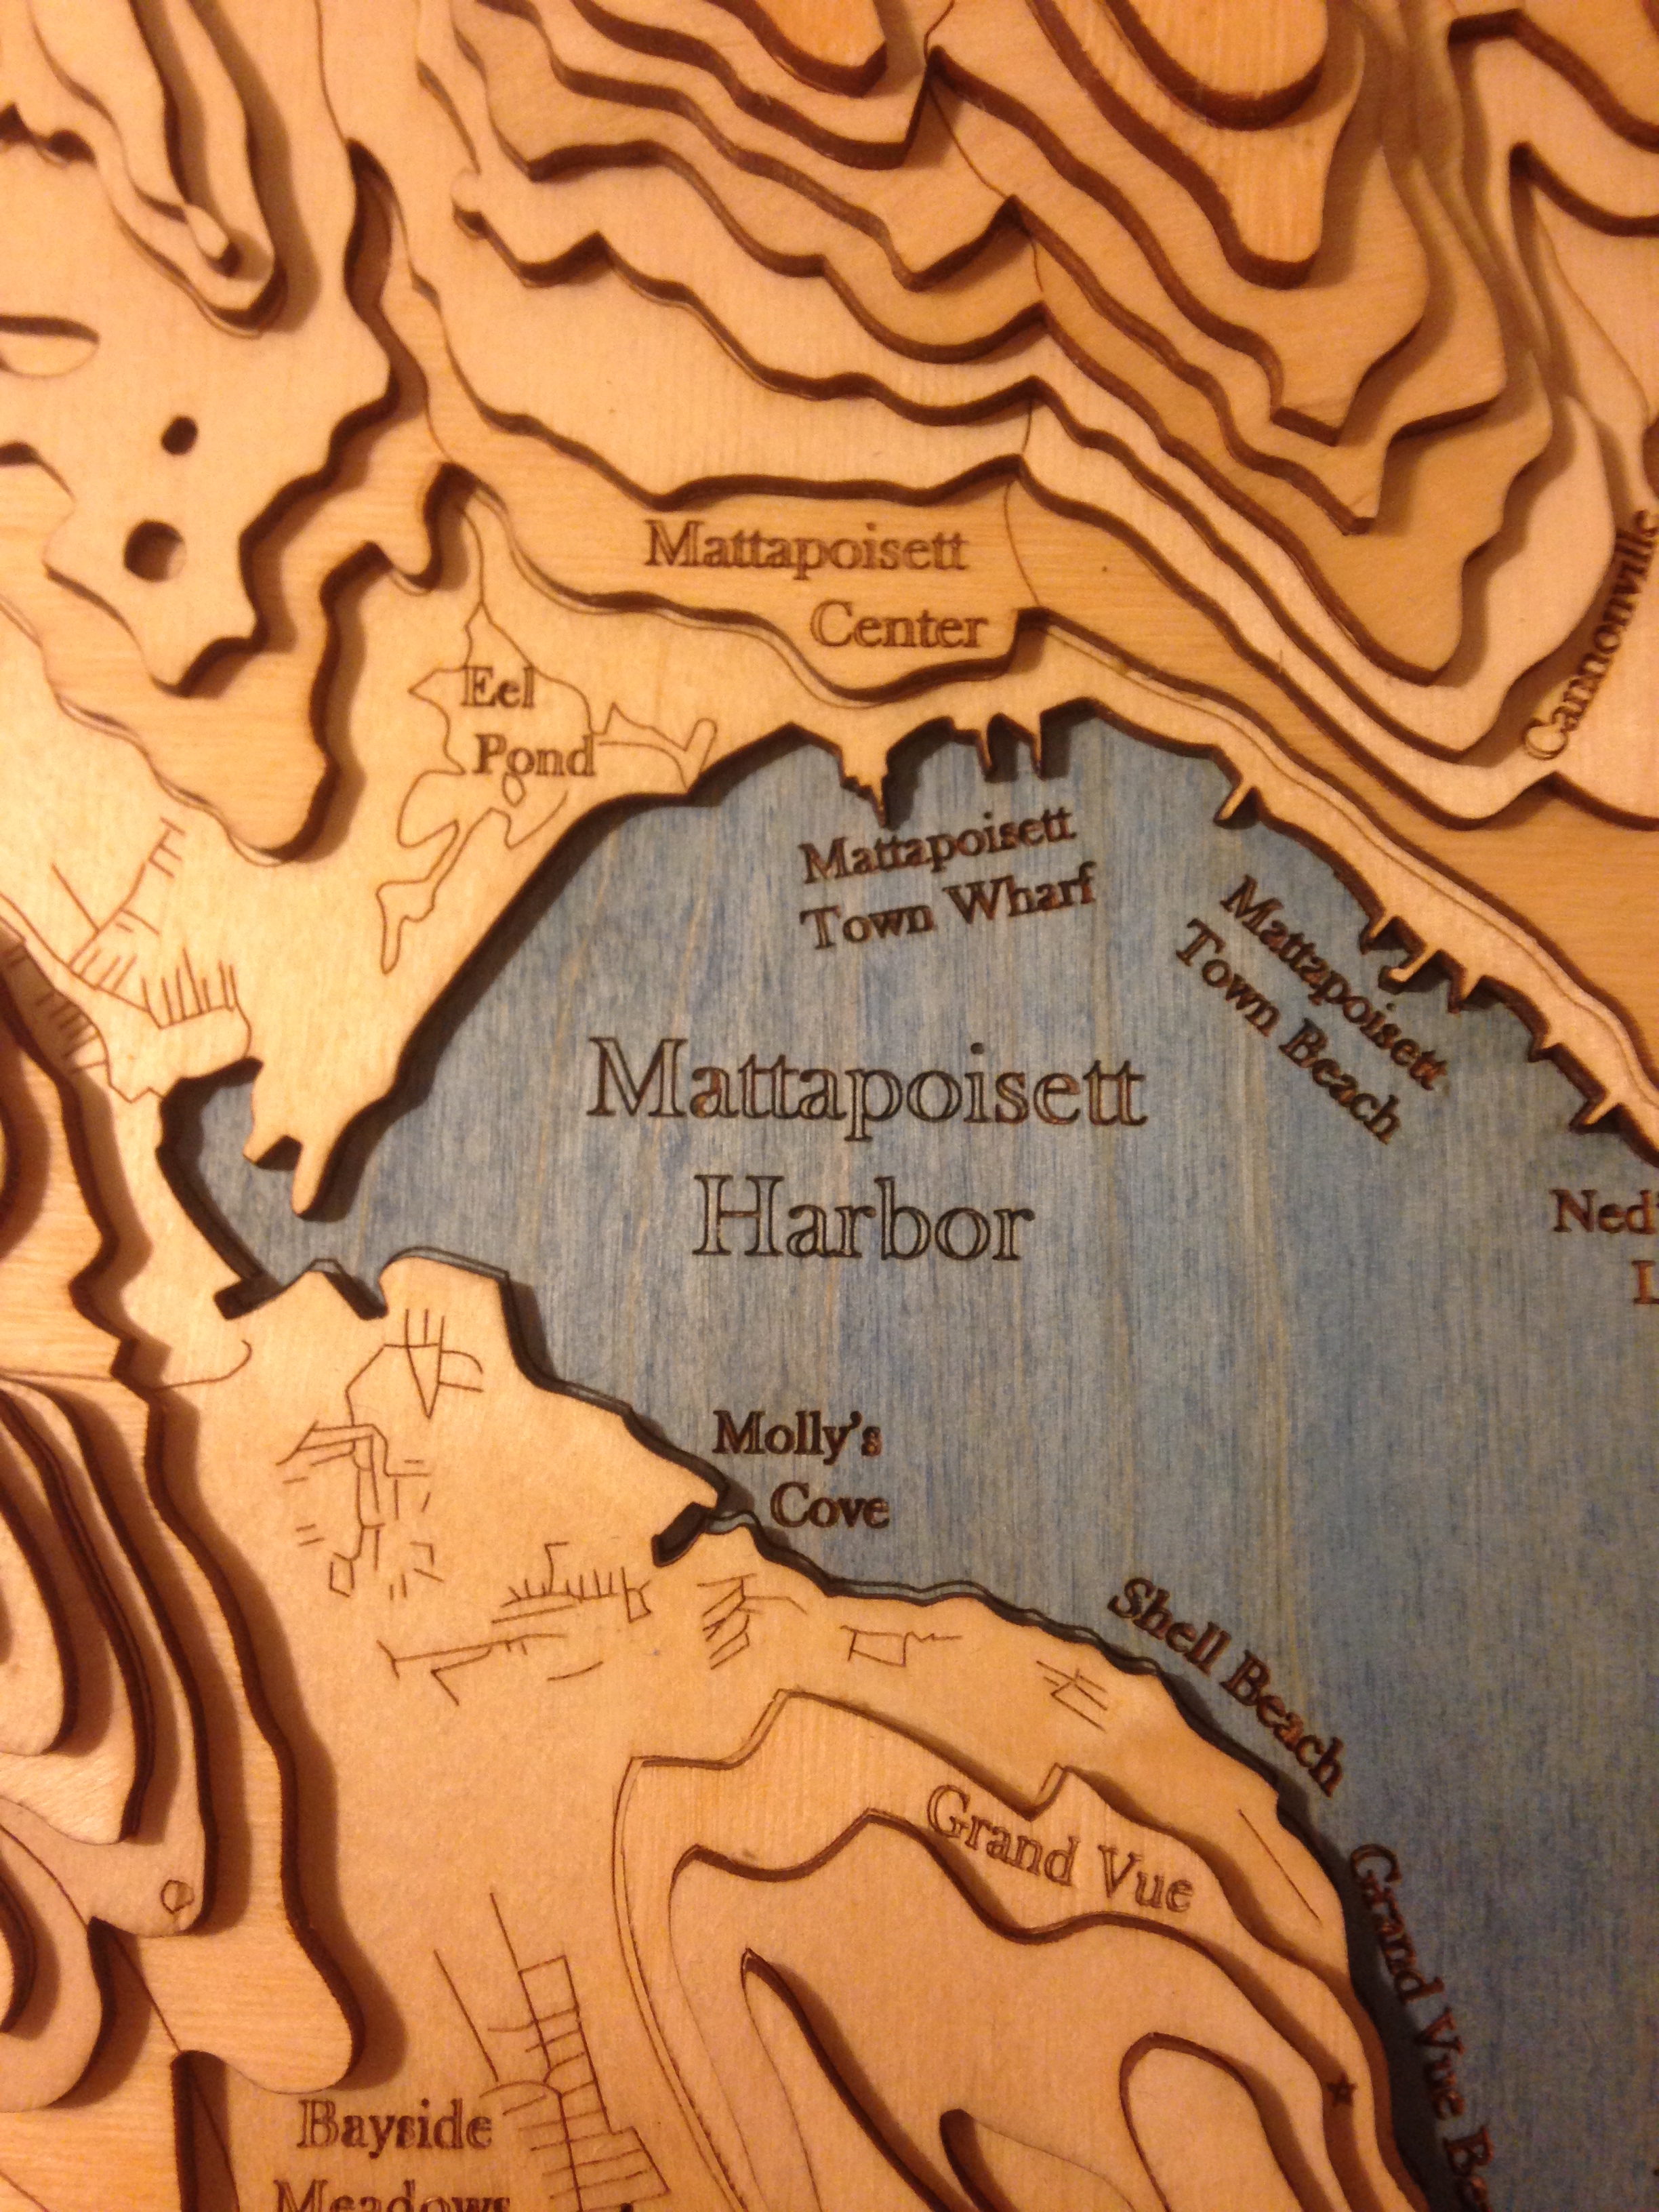 Mattapoisett
Center
Cannonville
Eel
Pond
Mattapoisett
Town Wharf
Mattapoisett
Town Beach
Mattapoisett
Harbor
Ned'
L
Molly's
Cove
Shell Beach
Grand Vue
Grand Vue Be
Bayside
Meadows